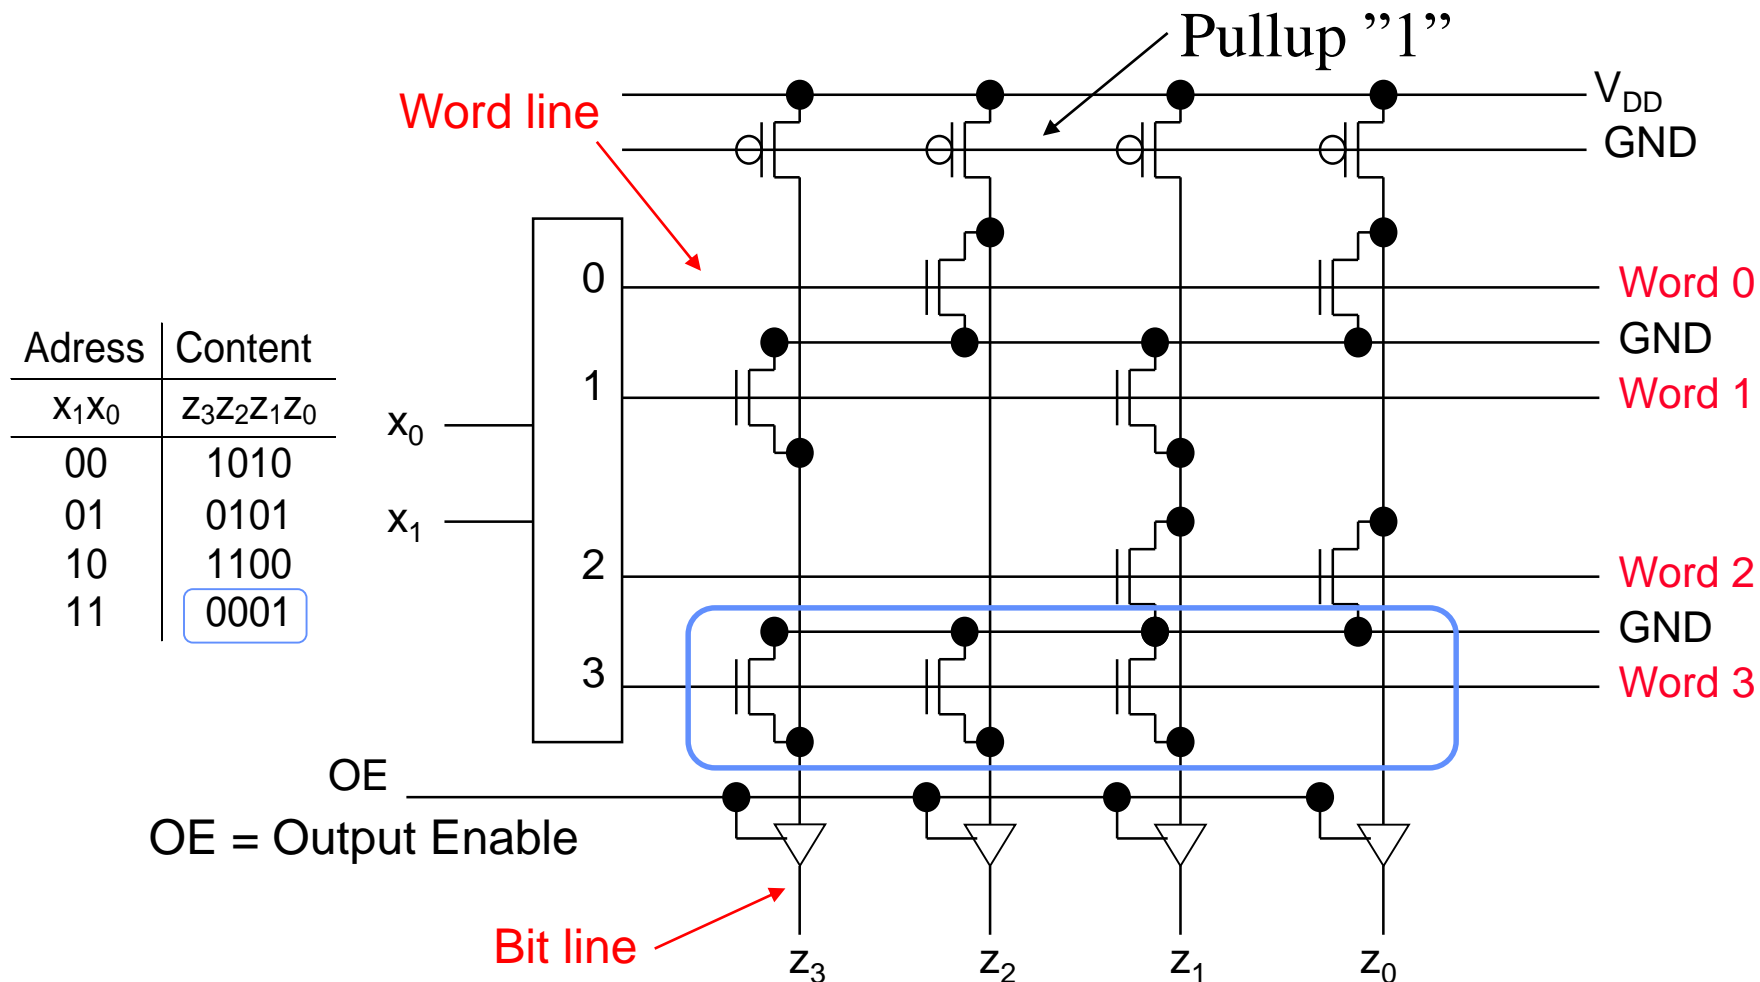 Pullup ”1”
Word line
VDD
GND
0
Word 0
GND
1
Word 1
Adress Content
x1x0 z3z2z1z0
00 1010
01 0101
10 1100
11 0001
x0
x1
2
Word 2
GND
3
Word 3
OE
OE = Output Enable
Bit line
z3 z2 z1 z0